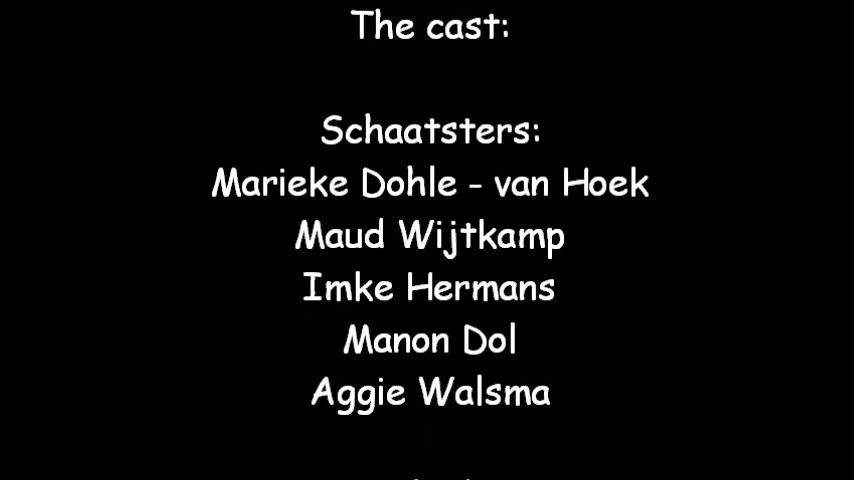 The cast:
Schaatsters:
Marieke Dohle - van Hoek
Maud Wijtkamp
Imke Hermans
Manon Dol
Aggie Walsma